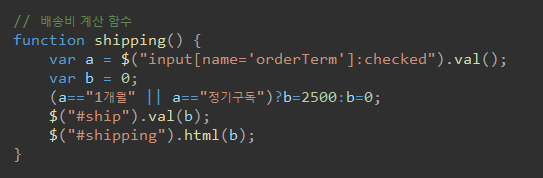 // 배송비 계산 함수
function shipping() {
    var a = $("input[name='orderTerm']:checked").val();
    var b = 0;
    (a=="1개월" || a=="정기구독")?b=2500:b=0;
    $("#ship").val(b);
    $("#shipping").html(b);
}